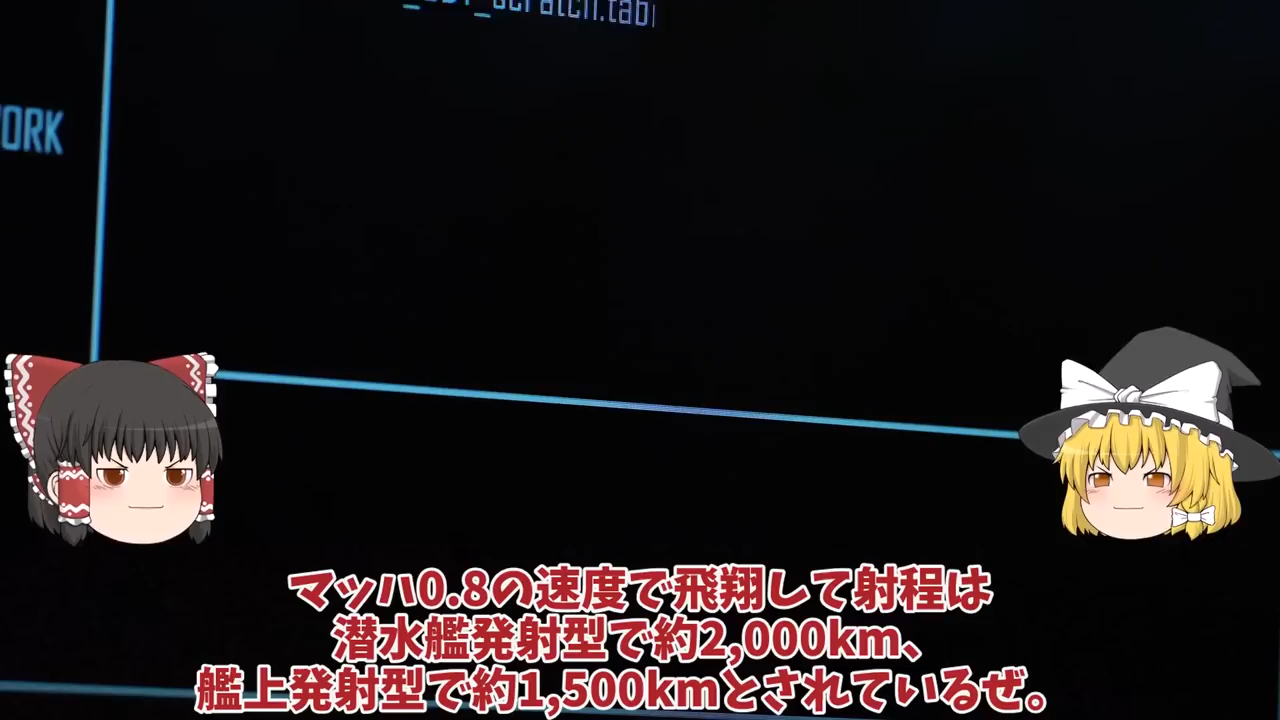 マッハ0.8の速度で飛翔して射程は
潜水艦発射型で約2,000km、
艦上発射型で約1,500kmとされているぜ。